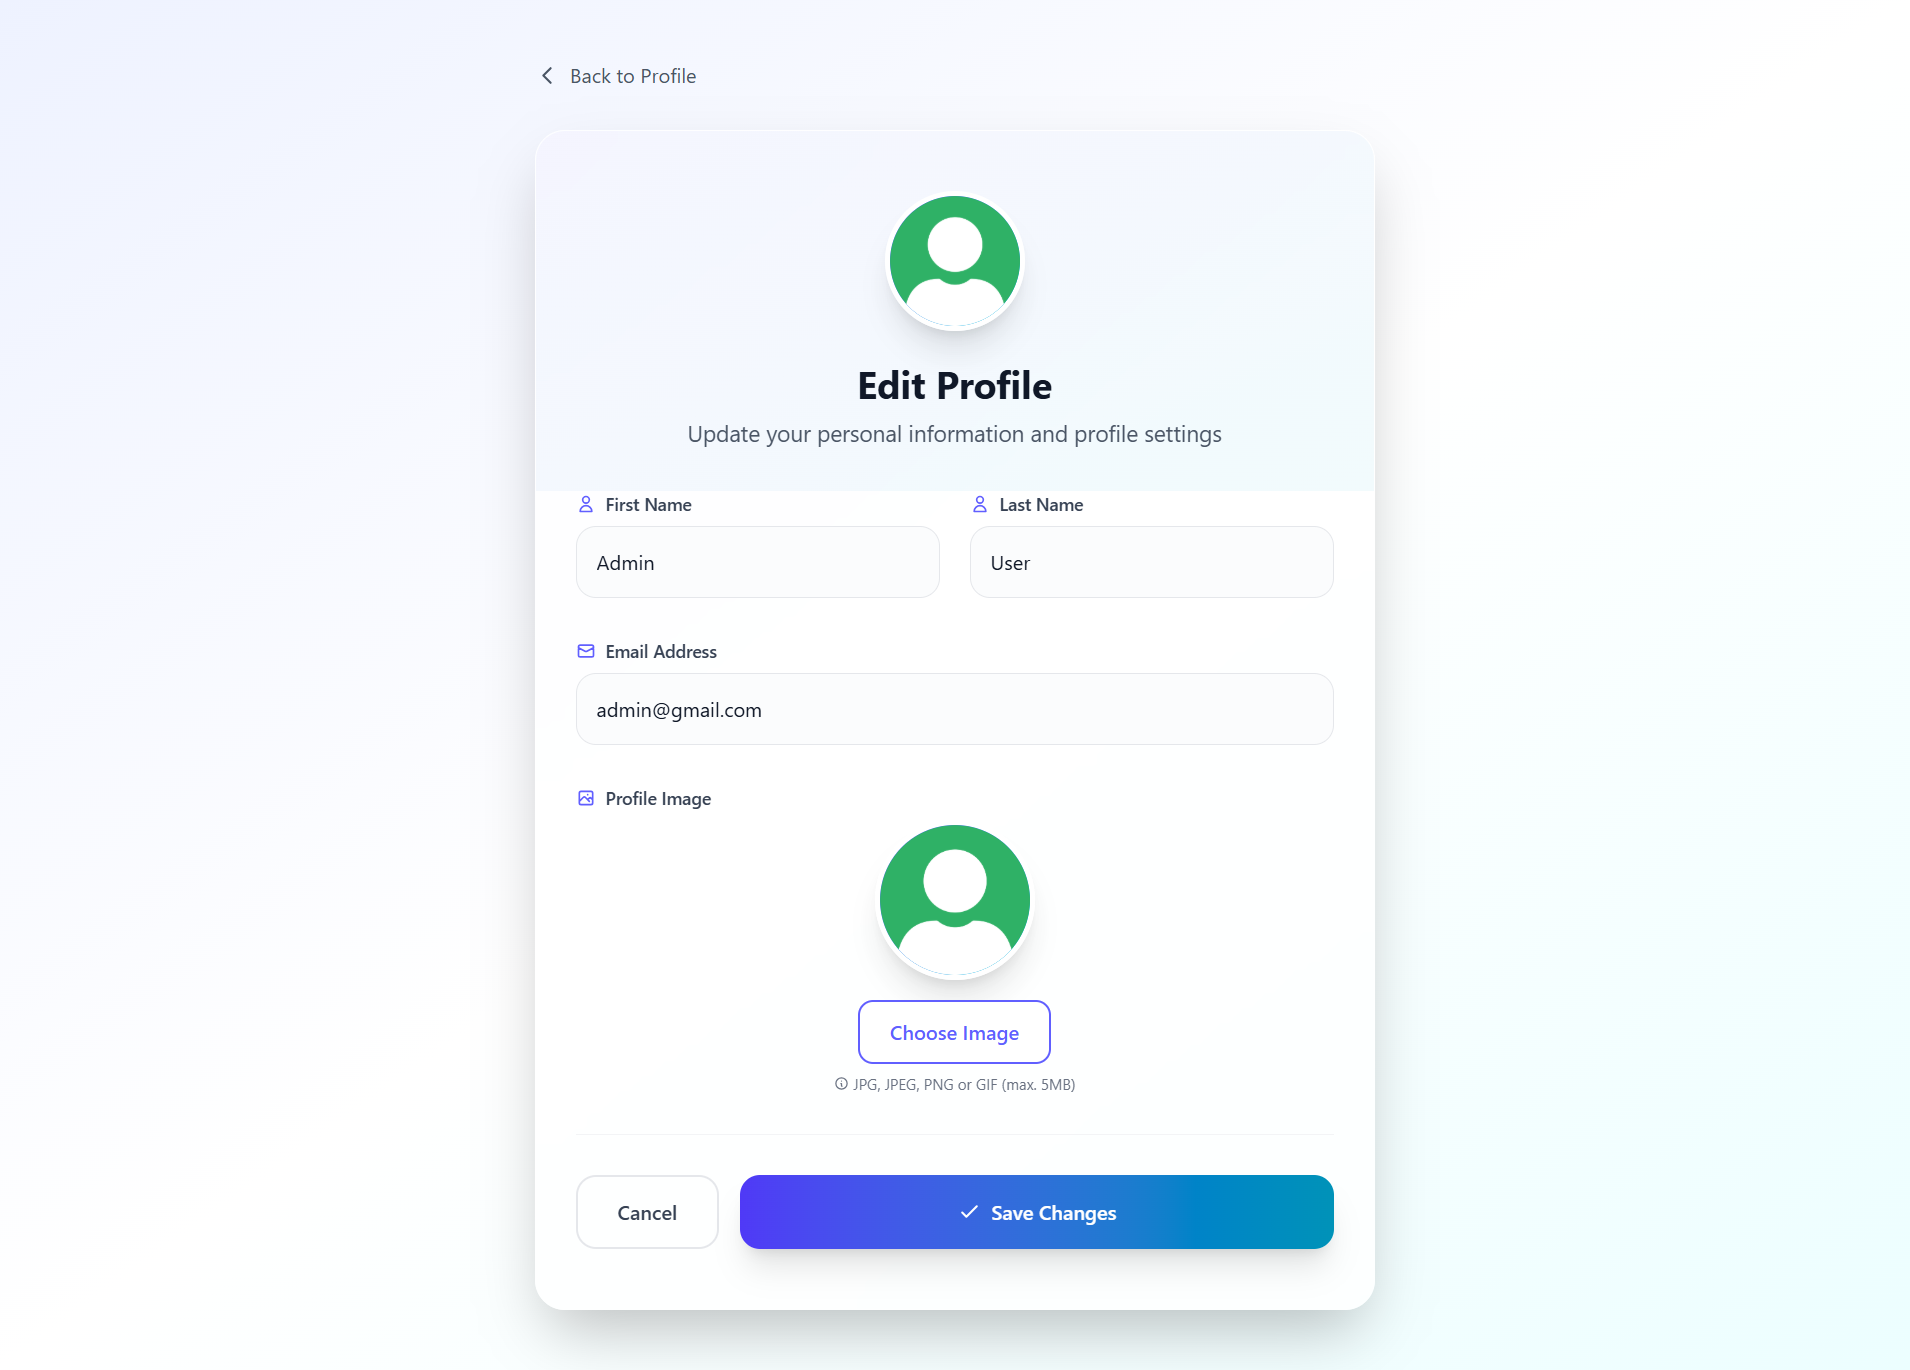 Back to Profile
Edit Profile
Update your personal information and profile settings
First Name
Last Name
Admin
User
Email Address
admin@gmail.com
Profile Image
Choose Image
JPG, JPEG, PNG or GIF (max. 5MB)
Cancel
Save Changes